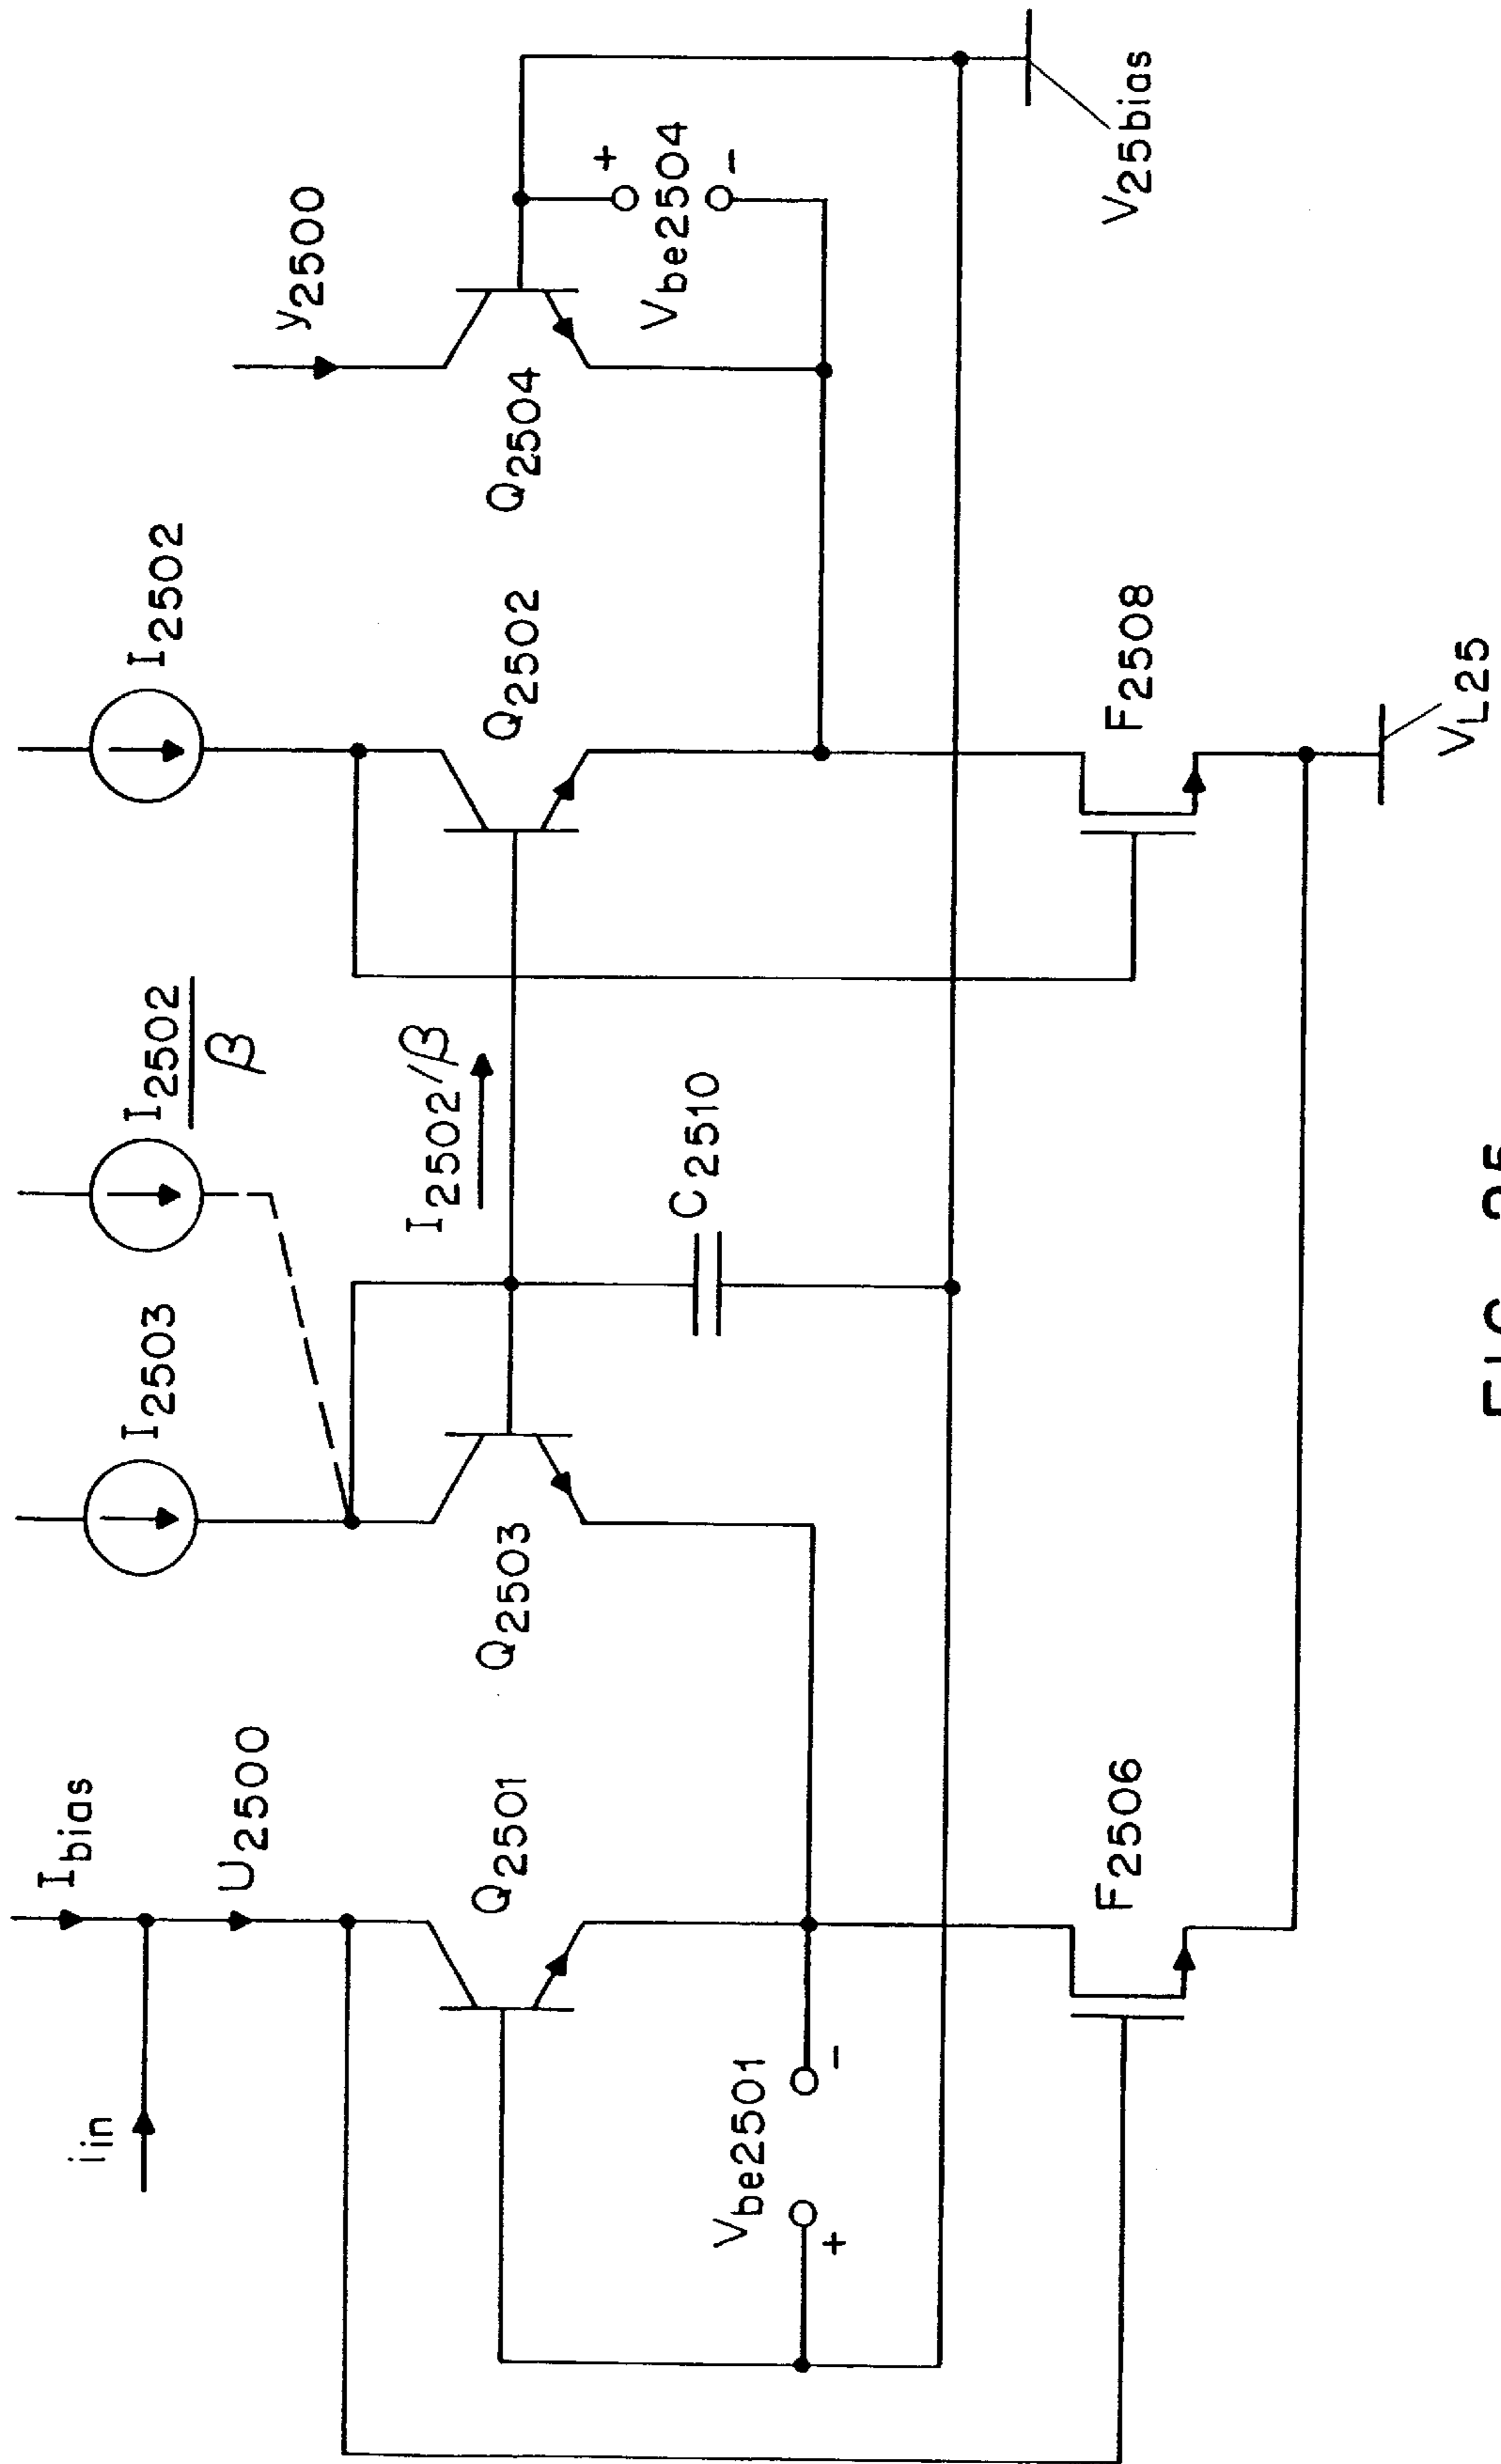 I2503
I2502
β
I2502
y2500
Ibias
iin
U2500
I2502/β
Q2501
Q2503
Q2502
Q2504
+
Vbe2504
-
C2510
Vbe2501
+
-
V25bias
F2506
F2508
VL25